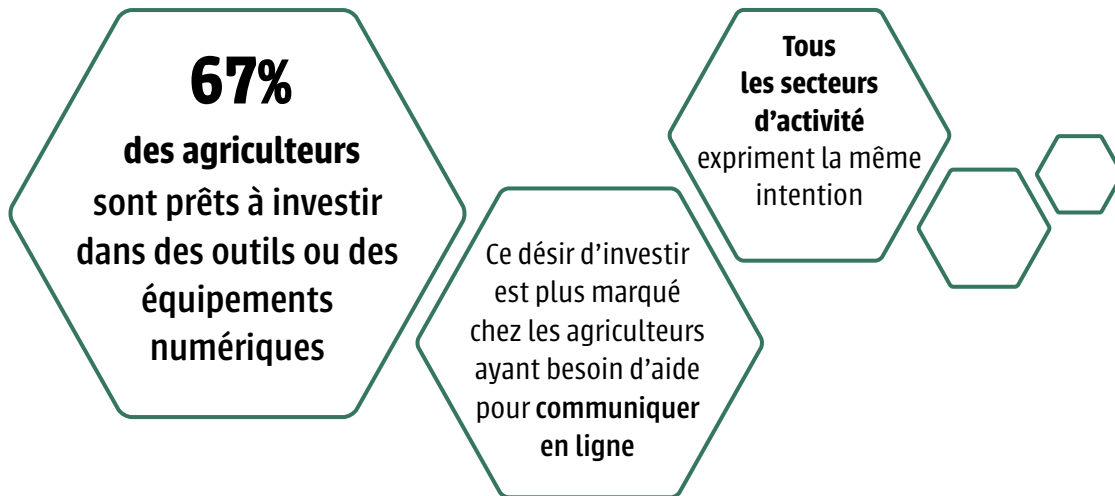 67%
des agriculteurs
sont prêts à investir
dans des outils ou des
équipements
numériques
Ce désir d’investir
est plus marqué
chez les agriculteurs
ayant besoin d’aide
pour communiquer
en ligne
Tous
les secteurs
d’activité
expriment la même
intention